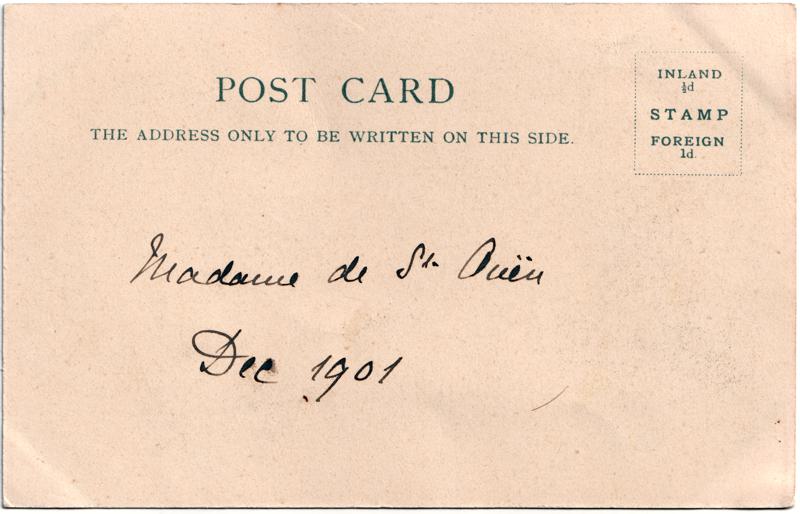 POST CARD
THE ADDRESS ONLY TO BE WRITTEN ON THIS SIDE.
INLAND
½d
STAMP
FOREIGN
1d.
Madame de St. Ouën
Dec 1901